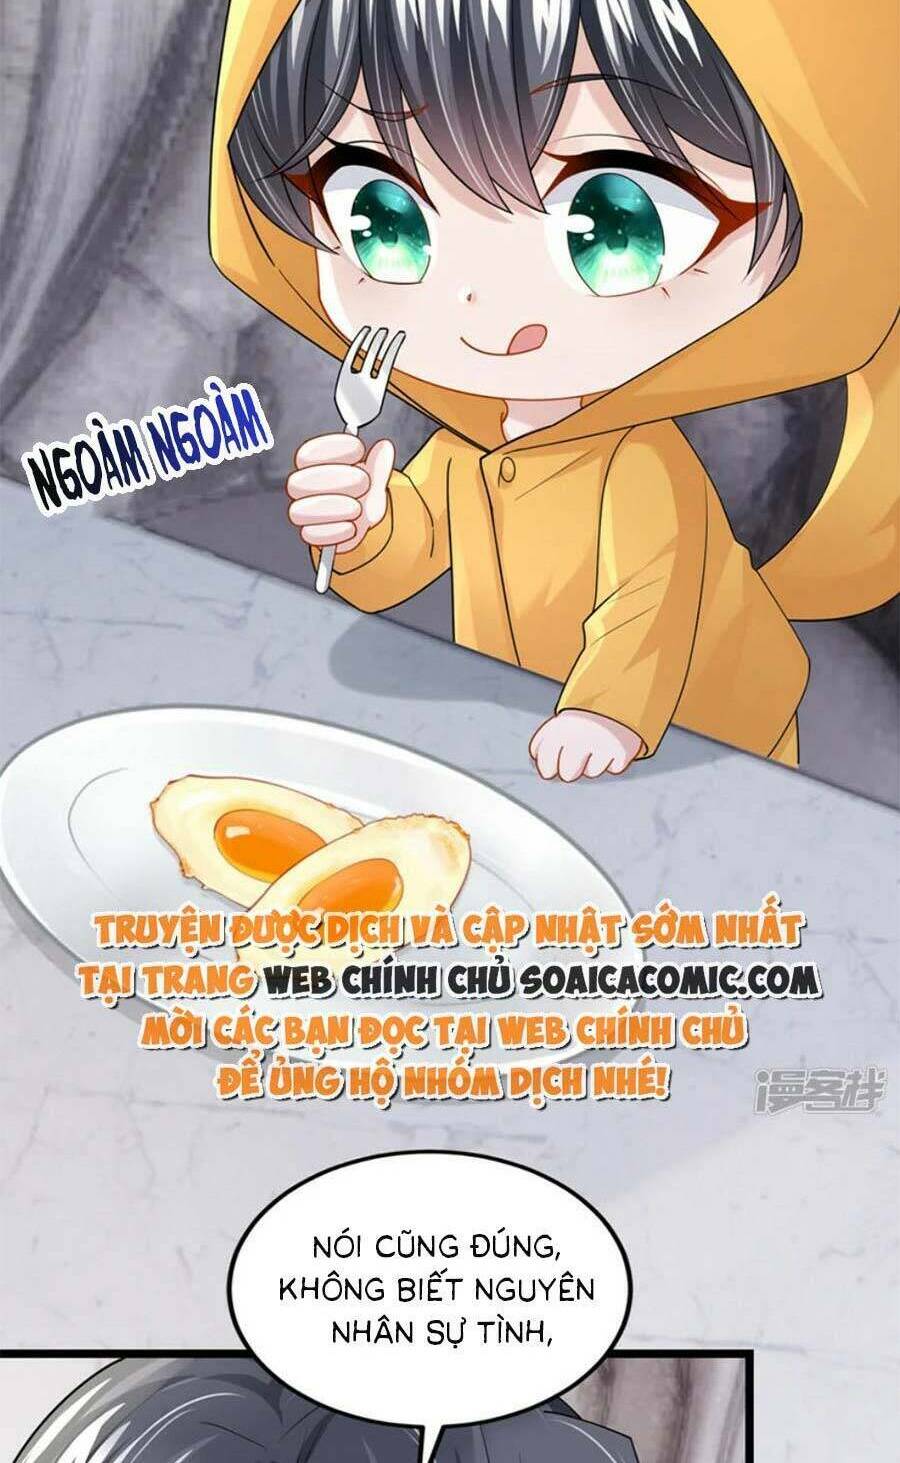 NGOÀM NGOÀM
TRUYỆN ĐƯỢC DỊCH VÀ CẬP NHẬT SỚM NHẤT
TẠI TRANG WEB CHÍNH CHỦ SOAICACOMIC.COM
MỜI CÁC BẠN ĐỌC TẠI WEB CHÍNH CHỦ
ĐỂ ỦNG HỘ NHÓM DỊCH NHÉ!
漫客栈
NÓI CŨNG ĐÚNG,
KHÔNG BIẾT NGUYÊN
NHÂN SỰ TÌNH,